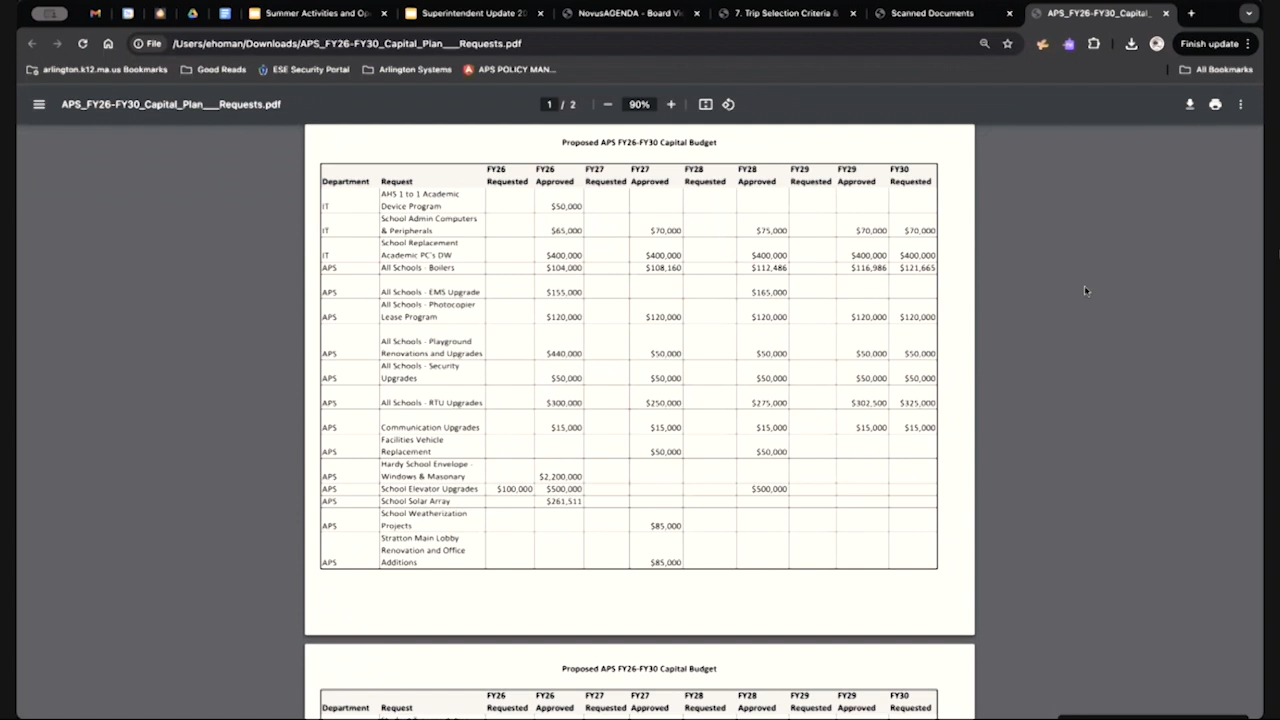 Summer Activities and Op
Superintendent Update 20
NovusAGENDA - Board Vi
7. Trip Selection Criteria &
Scanned Documents
APS_FY26-FY30_Capital_
File /Users/ehoman/Downloads/APS_FY26-FY30_Capital_Plan___Requests.pdf
Finish update
arlington.k12.ma.us Bookmarks Good Reads ESE Security Portal Arlington Systems APS POLICY MAN... All Bookmarks
APS_FY26-FY30_Capital_Plan___Requests.pdf 1 / 2 90%
Proposed APS FY26-FY30 Capital Budget
FY26 FY26 FY27 FY27 FY28 FY28 FY29 FY29 FY30
Department Request Requested Approved Requested Approved Requested Approved Requested Approved Requested
AHS 1 to 1 Academic
IT Device Program $50,000
School Admin Computers
IT & Peripherals $65,000 $70,000 $75,000 $70,000 $70,000
School Replacement
IT Academic PC's DW $400,000 $400,000 $400,000 $400,000 $400,000
APS All Schools - Boilers $104,000 $108,160 $112,486 $116,986 $121,665
APS All Schools - EMS Upgrade $155,000 $165,000
All Schools - Photocopier
APS Lease Program $120,000 $120,000 $120,000 $120,000 $120,000
All Schools - Playground
APS Renovations and Upgrades $440,000 $50,000 $50,000 $50,000 $50,000
All Schools - Security
APS Upgrades $50,000 $50,000 $50,000 $50,000 $50,000
APS All Schools - RTU Upgrades $300,000 $250,000 $275,000 $302,500 $325,000
APS Communication Upgrades $15,000 $15,000 $15,000 $15,000 $15,000
Facilities Vehicle
APS Replacement $50,000 $50,000
Hardy School Envelope -
APS Windows & Masonary $2,200,000
APS School Elevator Upgrades $100,000 $500,000 $500,000
APS School Solar Array $261,511
School Weatherization
APS Projects $85,000
Stratton Main Lobby
Renovation and Office
APS Additions $85,000
Proposed APS FY26-FY30 Capital Budget
FY26 FY26 FY27 FY27 FY28 FY28 FY29 FY29 FY30
Department Request Requested Approved Requested Approved Requested Approved Requested Approved Requested